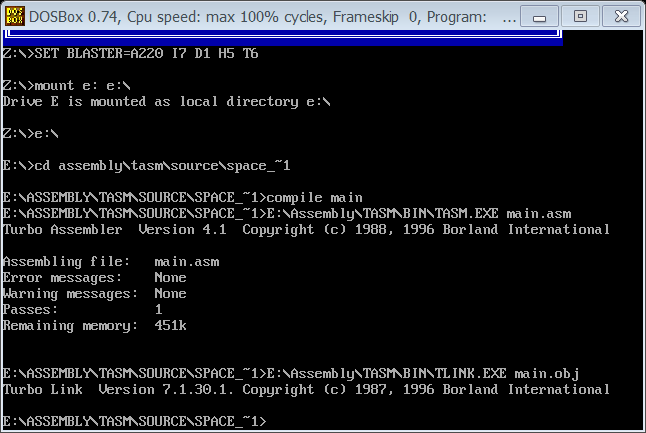 DOS
BOX
DOSBox 0.74, Cpu speed: max 100% cycles, Frameskip  0, Program:   ...
Z:\>SET BLASTER=A220 I7 D1 H5 T6
Z:\>mount e: e:\
Drive E is mounted as local directory e:\
Z:\>e:\
E:\>cd assembly\tasm\source\space_~1
E:\ASSEMBLY\TASM\SOURCE\SPACE_~1>compile main
E:\ASSEMBLY\TASM\SOURCE\SPACE_~1>E:\Assembly\TASM\BIN\TASM.EXE main.asm
Turbo Assembler  Version 4.1  Copyright (c) 1988, 1996 Borland International
Assembling file:   main.asm
Error messages:    None
Warning messages:  None
Passes:            1
Remaining memory:  451k
E:\ASSEMBLY\TASM\SOURCE\SPACE_~1>E:\Assembly\TASM\BIN\TLINK.EXE main.obj
Turbo Link  Version 7.1.30.1. Copyright (c) 1987, 1996 Borland International
E:\ASSEMBLY\TASM\SOURCE\SPACE_~1>